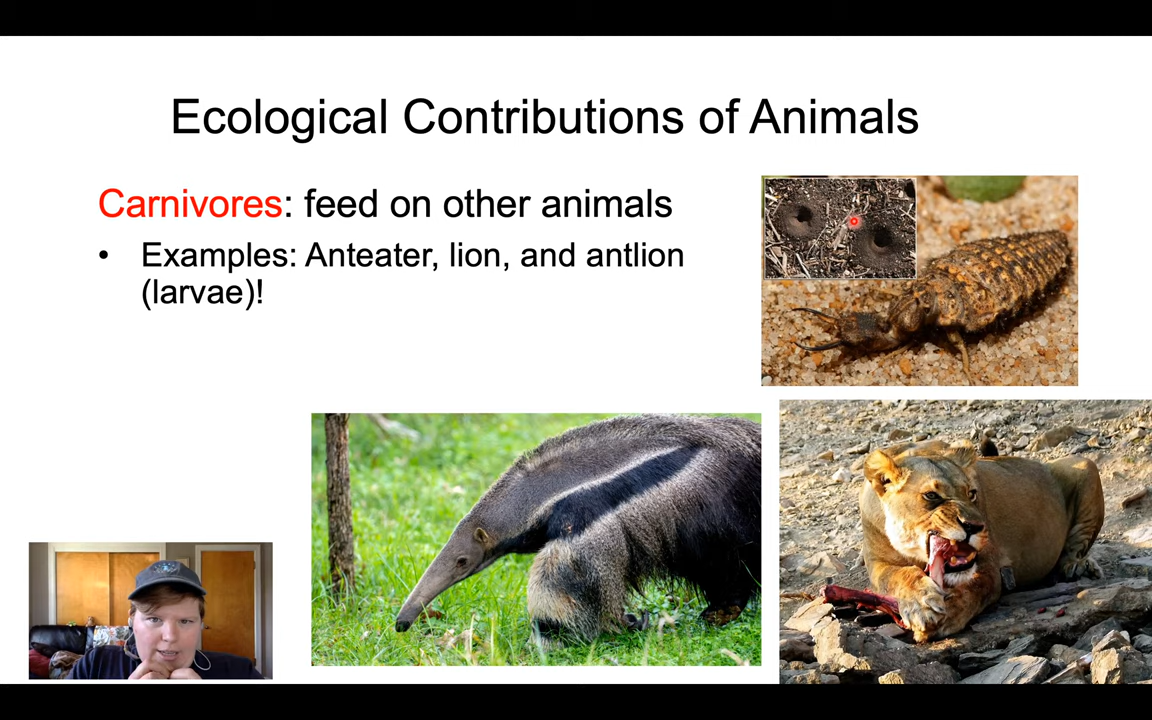 Ecological Contributions of Animals
Carnivores: feed on other animals
• Examples: Anteater, lion, and antlion
(larvae)!